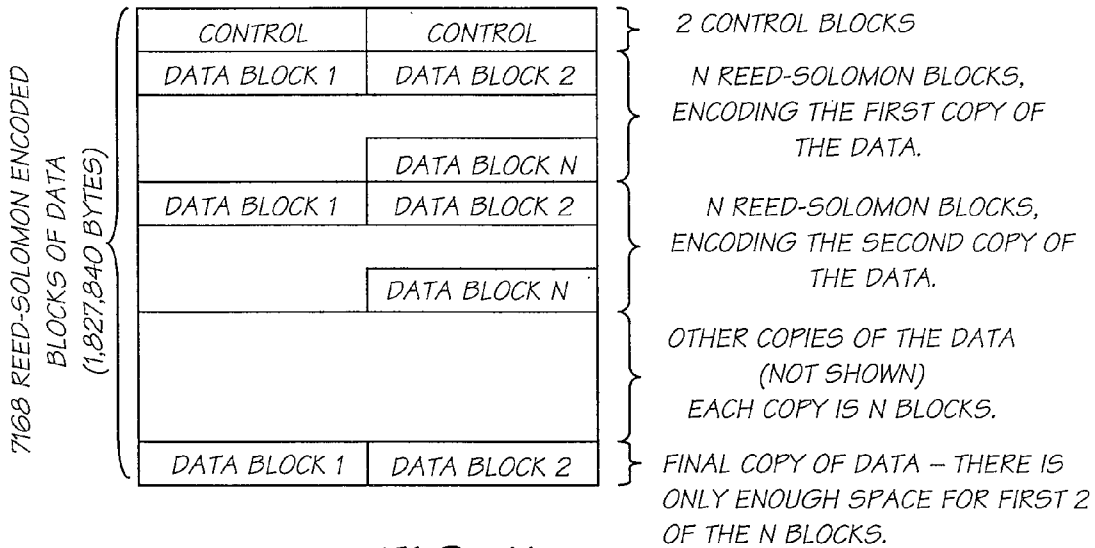 7168 REED-SOLOMON ENCODED
BLOCKS OF DATA
(1,827,840 BYTES)
CONTROL CONTROL
2 CONTROL BLOCKS
DATA BLOCK 1 DATA BLOCK 2
DATA BLOCK N
N REED-SOLOMON BLOCKS,
ENCODING THE FIRST COPY OF
THE DATA.
DATA BLOCK 1 DATA BLOCK 2
DATA BLOCK N
N REED-SOLOMON BLOCKS,
ENCODING THE SECOND COPY OF
THE DATA.
OTHER COPIES OF THE DATA
(NOT SHOWN)
EACH COPY IS N BLOCKS.
DATA BLOCK 1 DATA BLOCK 2
FINAL COPY OF DATA – THERE IS
ONLY ENOUGH SPACE FOR FIRST 2
OF THE N BLOCKS.